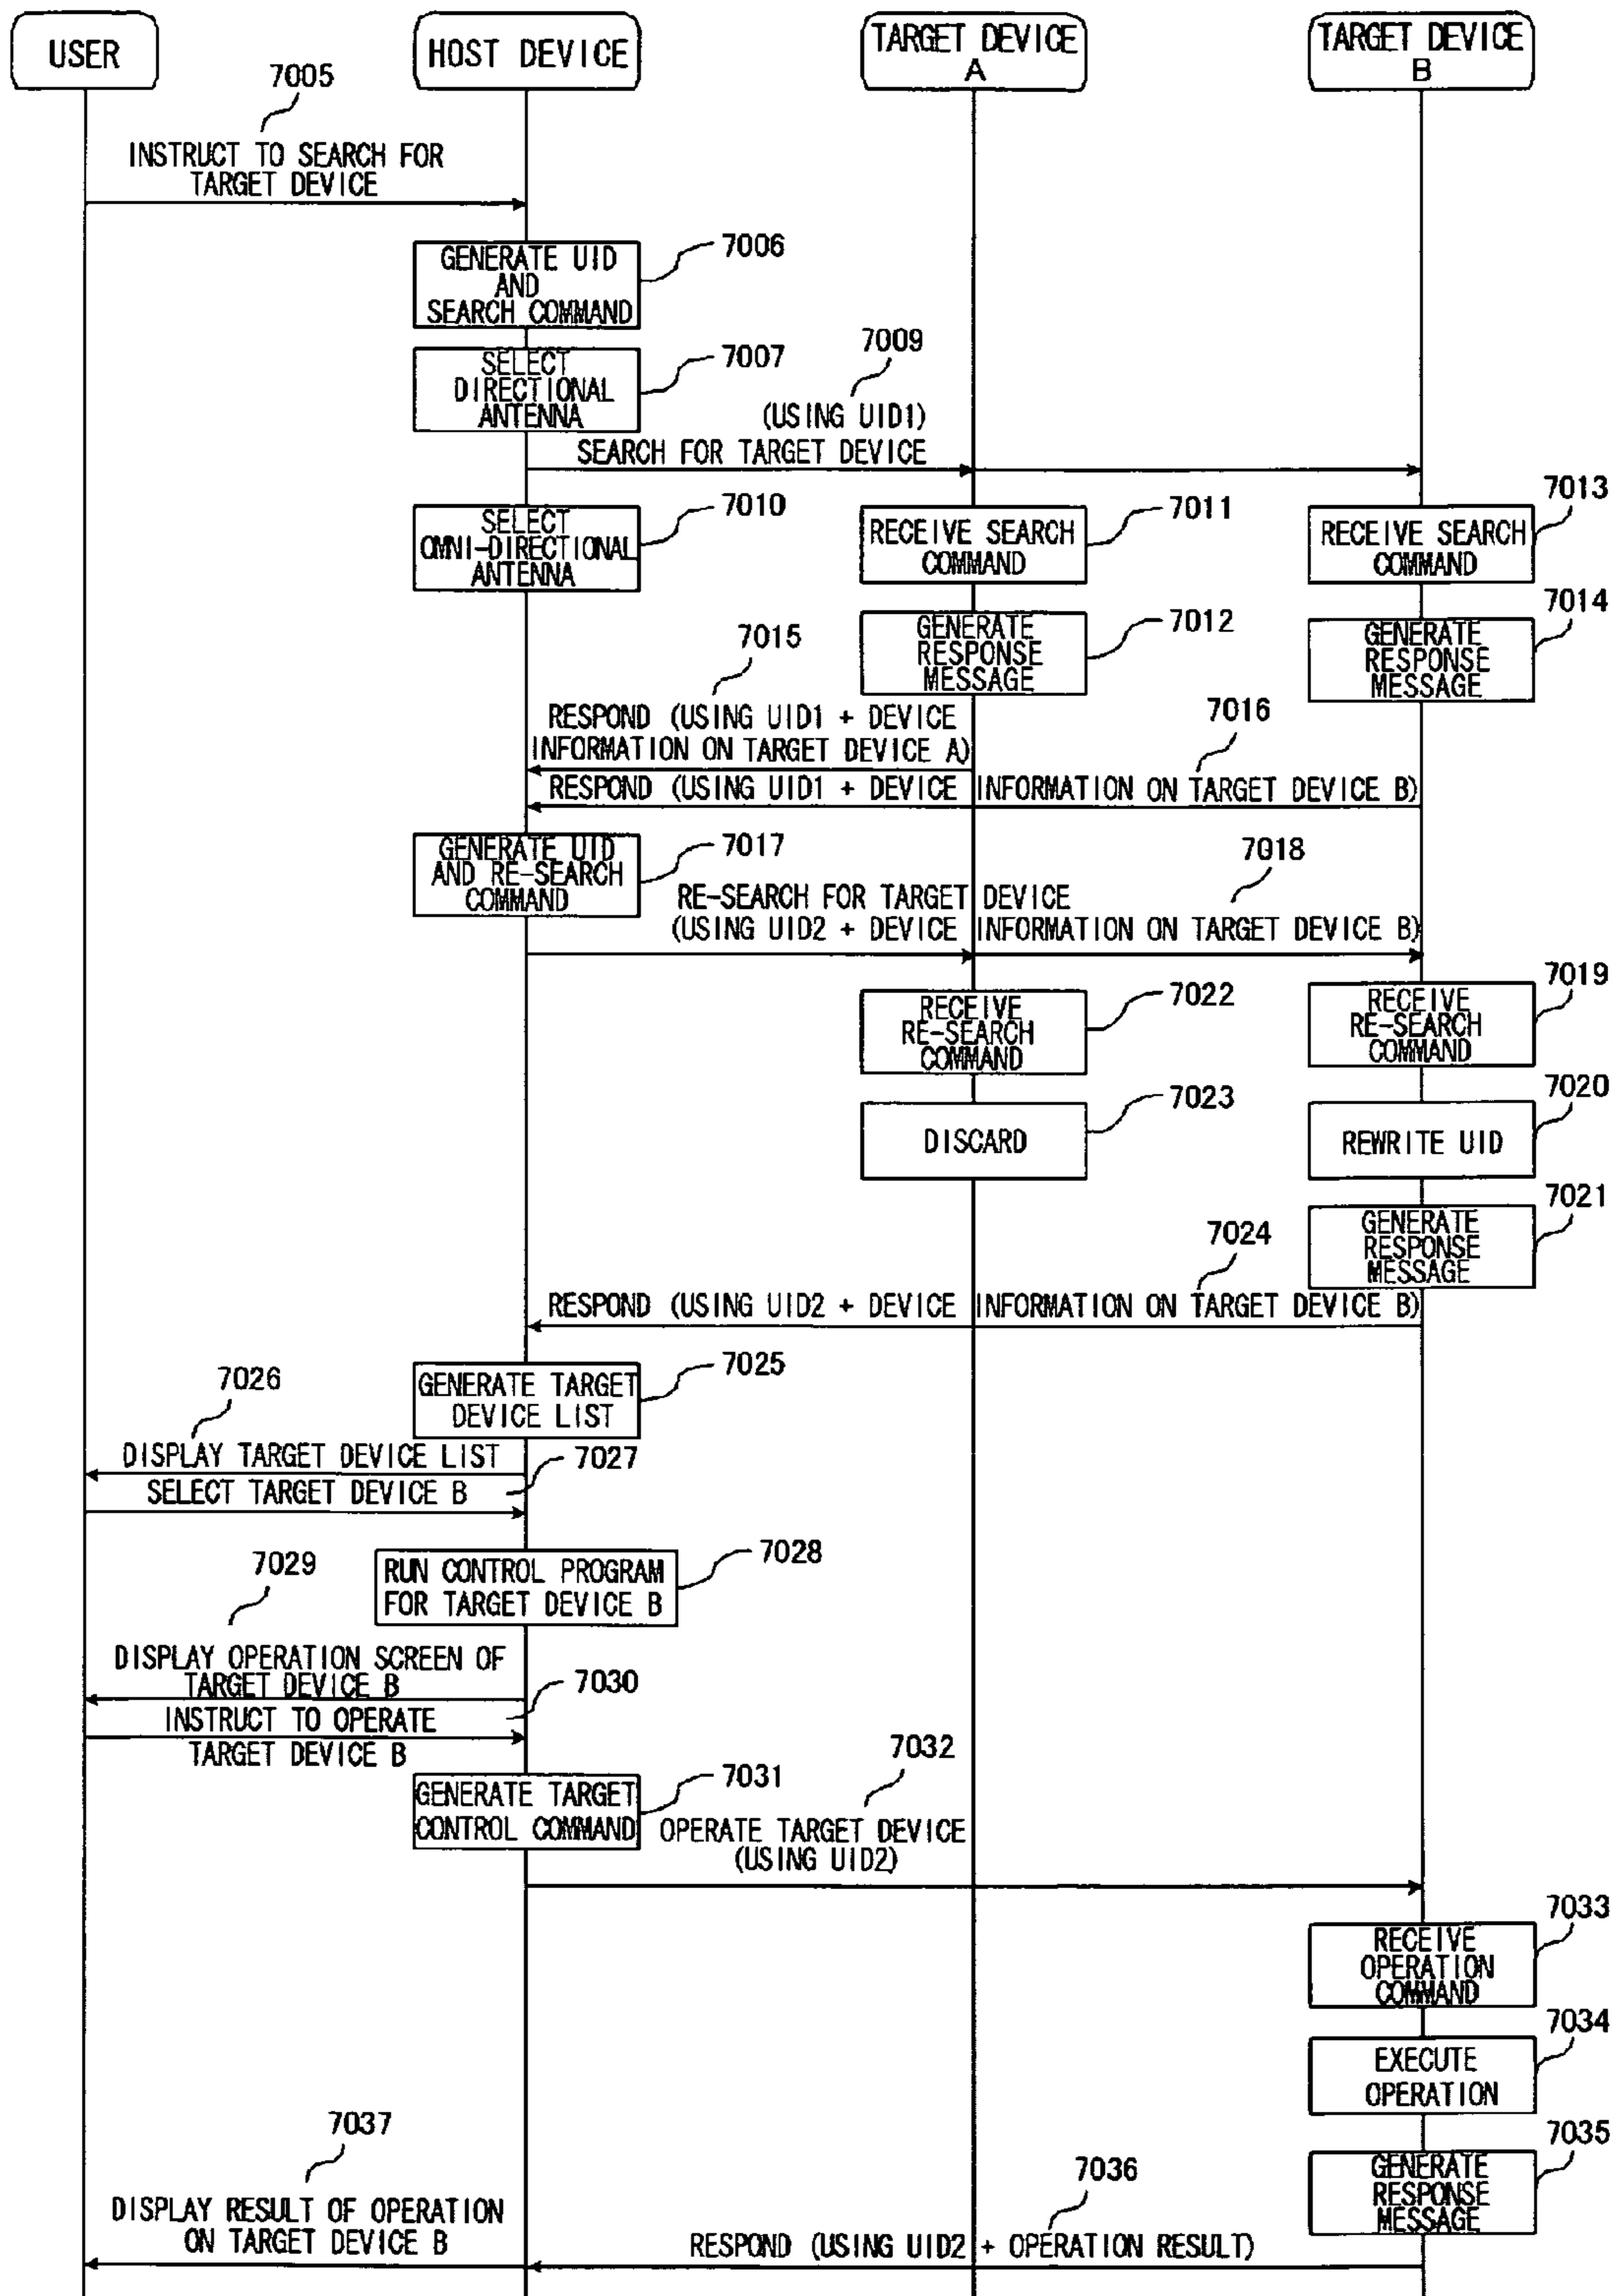 USER
HOST DEVICE
TARGET DEVICE
A
TARGET DEVICE
B
7005
INSTRUCT TO SEARCH FOR
TARGET DEVICE
GENERATE UID
AND
SEARCH COMMAND
7006
SELECT
DIRECTIONAL
ANTENNA
7007
7009
(USING UID1)
SEARCH FOR TARGET DEVICE
SELECT
OMNI-DIRECTIONAL
ANTENNA
7010
RECEIVE SEARCH
COMMAND
7011
RECEIVE SEARCH
COMMAND
7013
GENERATE
RESPONSE
MESSAGE
7012
GENERATE
RESPONSE
MESSAGE
7014
7015
RESPOND (USING UID1 + DEVICE
INFORMATION ON TARGET DEVICE A)
7016
RESPOND (USING UID1 + DEVICE INFORMATION ON TARGET DEVICE B)
GENERATE UID
AND RE-SEARCH
COMMAND
7017
7018
RE-SEARCH FOR TARGET DEVICE
(USING UID2 + DEVICE INFORMATION ON TARGET DEVICE B)
RECEIVE
RE-SEARCH
COMMAND
7022
RECEIVE
RE-SEARCH
COMMAND
7019
DISCARD
7023
REWRITE UID
7020
GENERATE
RESPONSE
MESSAGE
7021
7024
RESPOND (USING UID2 + DEVICE INFORMATION ON TARGET DEVICE B)
GENERATE TARGET
DEVICE LIST
7025
7026
DISPLAY TARGET DEVICE LIST
7027
SELECT TARGET DEVICE B
RUN CONTROL PROGRAM
FOR TARGET DEVICE B
7028
7029
DISPLAY OPERATION SCREEN OF
TARGET DEVICE B
7030
INSTRUCT TO OPERATE
TARGET DEVICE B
GENERATE TARGET
CONTROL COMMAND
7031
7032
OPERATE TARGET DEVICE
(USING UID2)
RECEIVE
OPERATION
COMMAND
7033
EXECUTE
OPERATION
7034
GENERATE
RESPONSE
MESSAGE
7035
7036
RESPOND (USING UID2 + OPERATION RESULT)
7037
DISPLAY RESULT OF OPERATION
ON TARGET DEVICE B